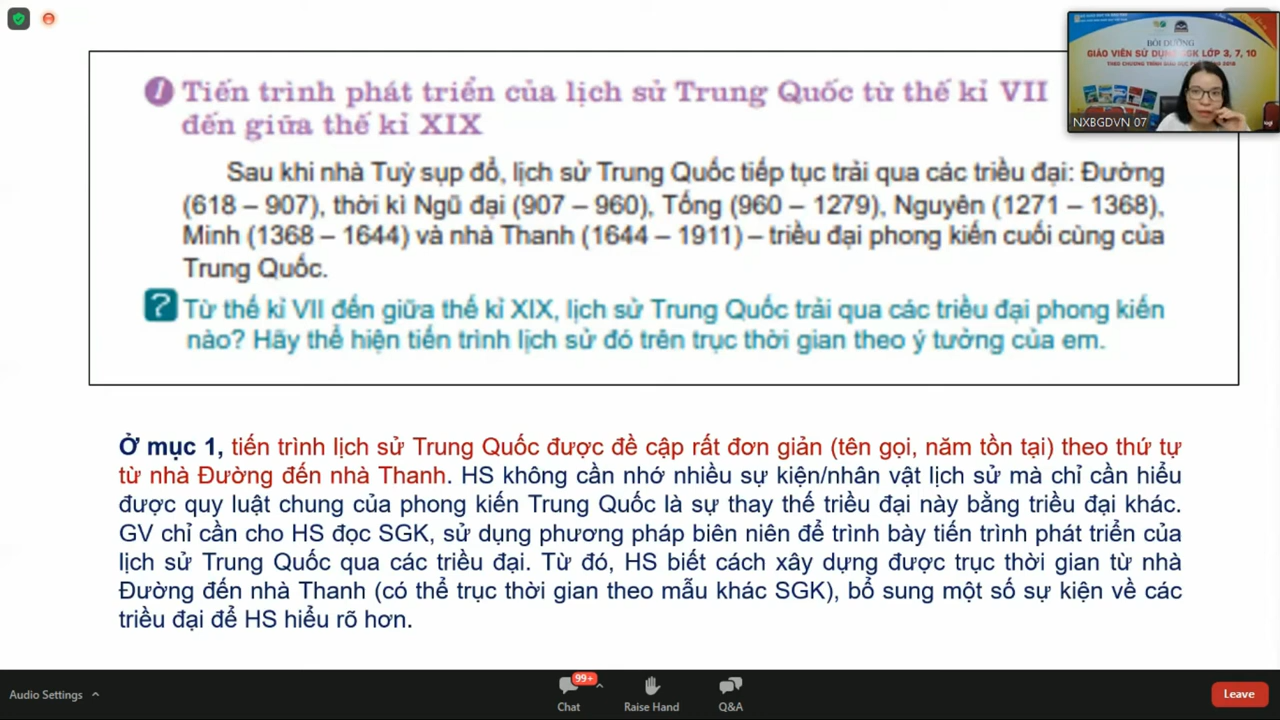 BỒI DƯỠNG
GIÁO VIÊN SỬ DỤNG SGK LỚP 3, 7, 10
NXBGDVN 07
1 Tiến trình phát triển của lịch sử Trung Quốc từ thế kỉ VII
đến giữa thế kỉ XIX
Sau khi nhà Tuỳ sụp đổ, lịch sử Trung Quốc tiếp tục trải qua các triều đại: Đường
(618 – 907), thời kì Ngũ đại (907 – 960), Tống (960 – 1279), Nguyên (1271 – 1368),
Minh (1368 – 1644) và nhà Thanh (1644 – 1911) – triều đại phong kiến cuối cùng của
Trung Quốc.
? Từ thế kỉ VII đến giữa thế kỉ XIX, lịch sử Trung Quốc trải qua các triều đại phong kiến
nào? Hãy thể hiện tiến trình lịch sử đó trên trục thời gian theo ý tưởng của em.
Ở mục 1, tiến trình lịch sử Trung Quốc được đề cập rất đơn giản (tên gọi, năm tồn tại) theo thứ tự
từ nhà Đường đến nhà Thanh. HS không cần nhớ nhiều sự kiện/nhân vật lịch sử mà chỉ cần hiểu
được quy luật chung của phong kiến Trung Quốc là sự thay thế triều đại này bằng triều đại khác.
GV chỉ cần cho HS đọc SGK, sử dụng phương pháp biên niên để trình bày tiến trình phát triển của
lịch sử Trung Quốc qua các triều đại. Từ đó, HS biết cách xây dựng được trục thời gian từ nhà
Đường đến nhà Thanh (có thể trục thời gian theo mẫu khác SGK), bổ sung một số sự kiện về các
triều đại để HS hiểu rõ hơn.
Audio Settings
99+
Chat
Raise Hand
Q&A
Leave